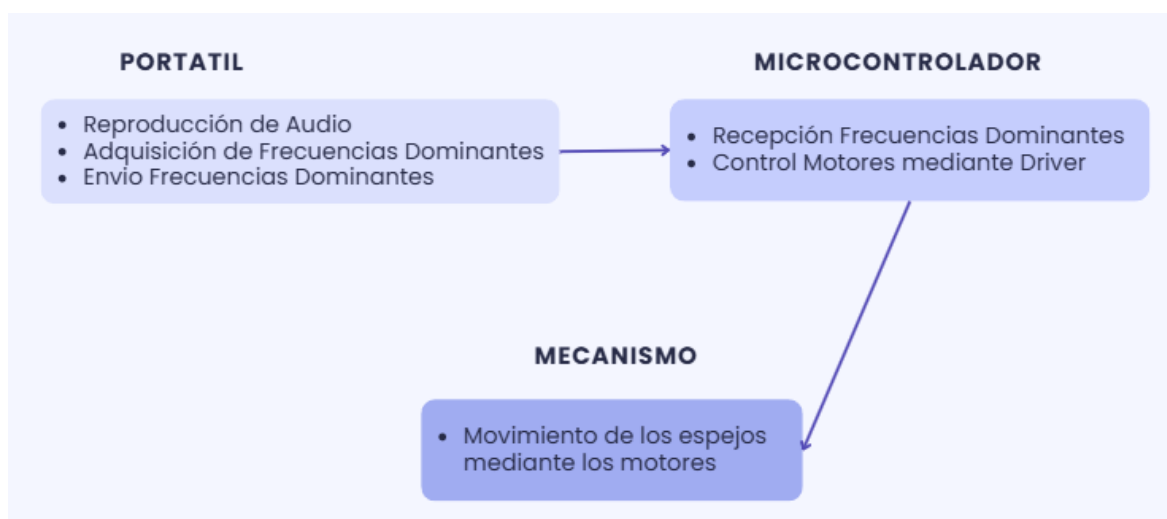 PORTATIL
• Reproducción de Audio
• Adquisición de Frecuencias Dominantes
• Envio Frecuencias Dominantes
MICROCONTROLADOR
• Recepción Frecuencias Dominantes
• Control Motores mediante Driver
MECANISMO
• Movimiento de los espejos
mediante los motores